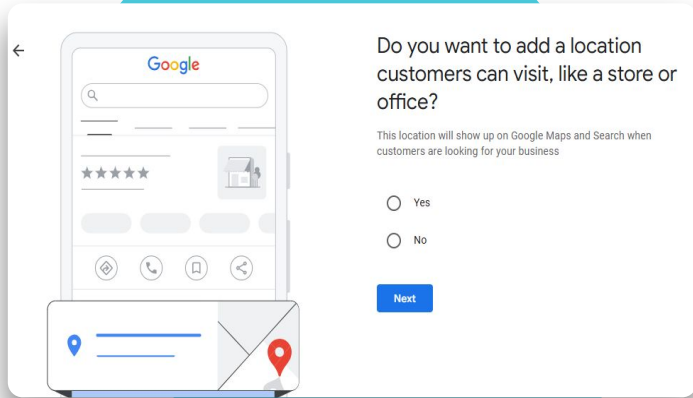 Google
Do you want to add a location
customers can visit, like a store or
office?
This location will show up on Google Maps and Search when
customers are looking for your business
Yes
No
Next